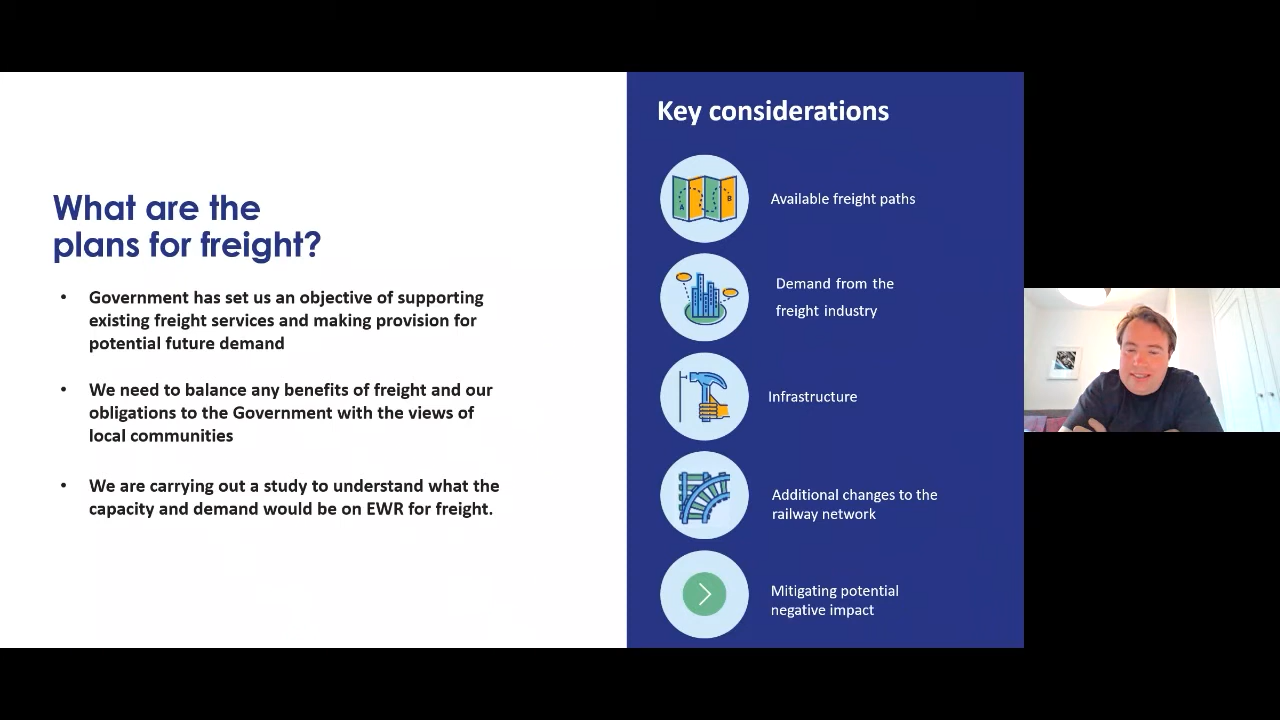 What are the
plans for freight?
• Government has set us an objective of supporting
existing freight services and making provision for
potential future demand
• We need to balance any benefits of freight and our
obligations to the Government with the views of
local communities
• We are carrying out a study to understand what the
capacity and demand would be on EWR for freight.
Key considerations
A
B
Available freight paths
Demand from the
freight industry
Infrastructure
Additional changes to the
railway network
Mitigating potential
negative impact